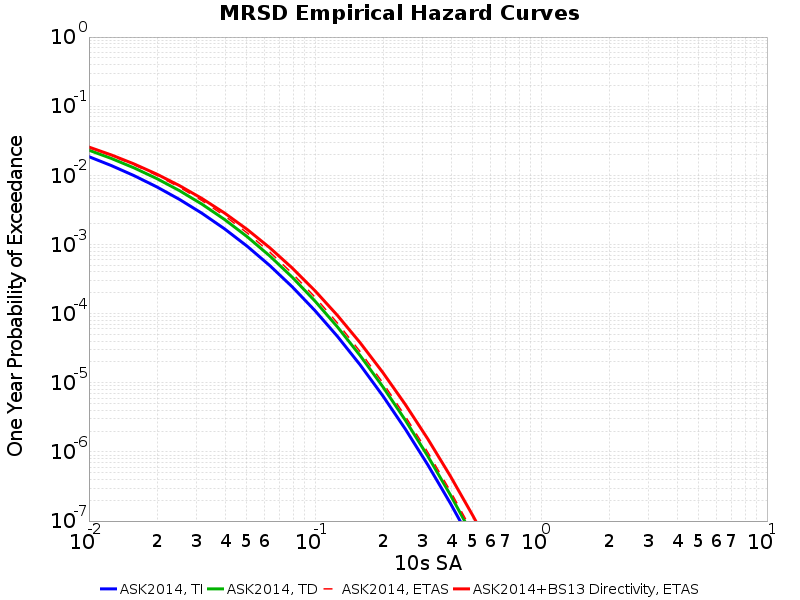 MRSD Empirical Hazard Curves
One Year Probability of Exceedance
10^0
10^-1
10^-2
10^-3
10^-4
10^-5
10^-6
10^-7
10^-2 2 3 4 5 6 10^-1 2 3 4 5 6 7 10^0 2 3 4 5 6 7 10^1
10s SA
ASK2014, TI ASK2014, TD ASK2014, ETAS ASK2014+BS13 Directivity, ETAS